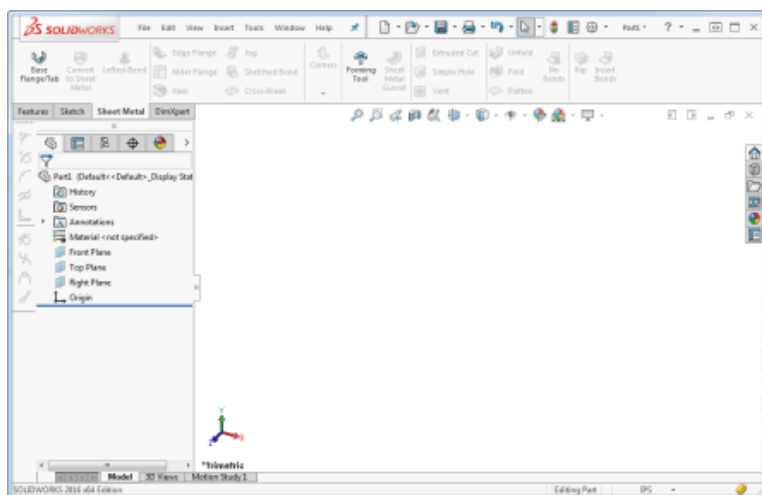 SOLIDWORKS File Edit View Insert Tools Window Help Part1 * ?
Base Flange/Tab
Convert to Sheet Metal
Lofted-Bend
Edge Flange
Miter Flange
Hem
Jog
Sketched Bend
Cross-Break
Corners
Forming Tool
Sheet Metal Gusset
Extruded Cut
Simple Hole
Vent
Unfold
Fold
Flatten
No Bends
Rip
Insert Bends
Features Sketch Sheet Metal DimXpert
Part1 (Default<<Default>_Display Stat
History
Sensors
A Annotations
Material <not specified>
Front Plane
Top Plane
Right Plane
Origin
*Trimetric
Model 3D Views Motion Study 1
SOLIDWORKS 2016 x64 Edition Editing Part IPS